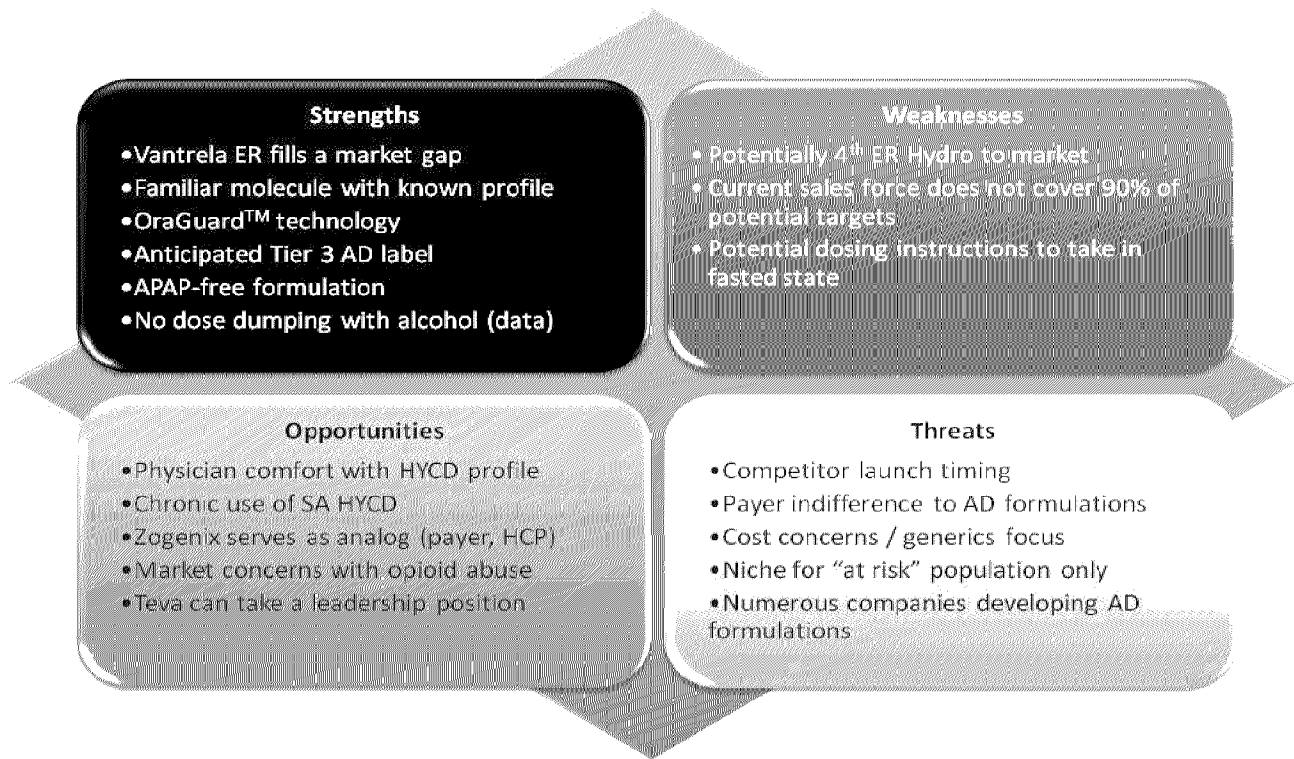 Strengths
•Vantrela ER fills a market gap
•Familiar molecule with known profile
•OraGuard™ technology
•Anticipated Tier 3 AD label
•APAP-free formulation
•No dose dumping with alcohol (data)
Weaknesses
• Potentially 4th ER Hydro to market
• Current sales force does not cover 90% of
potential targets
• Potential dosing instructions to take in
fasted state
Opportunities
•Physician comfort with HYCD profile
•Chronic use of SA HYCD
•Zogenix serves as analog (payer, HCP)
•Market concerns with opioid abuse
•Teva can take a leadership position
Threats
•Competitor launch timing
•Payer indifference to AD formulations
•Cost concerns / generics focus
•Niche for “at risk” population only
•Numerous companies developing AD
formulations